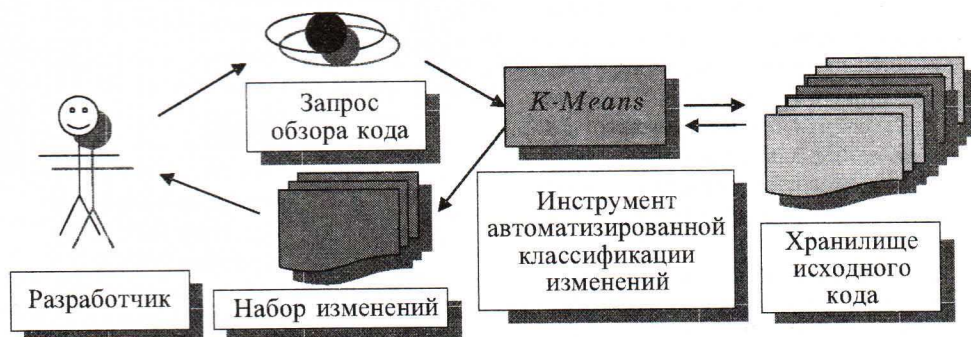 Запрос
обзора кода
K-Means
Инструмент
автоматизированной
классификации
изменений
Хранилище
исходного
кода
Разработчик
Набор изменений